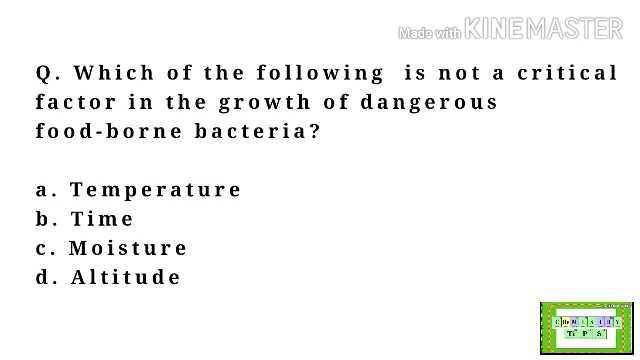 Made with KINEMASTER
Q. Which of the following is not a critical
factor in the growth of dangerous
food-borne bacteria?
a. Temperature
b. Time
c. Moisture
d. Altitude